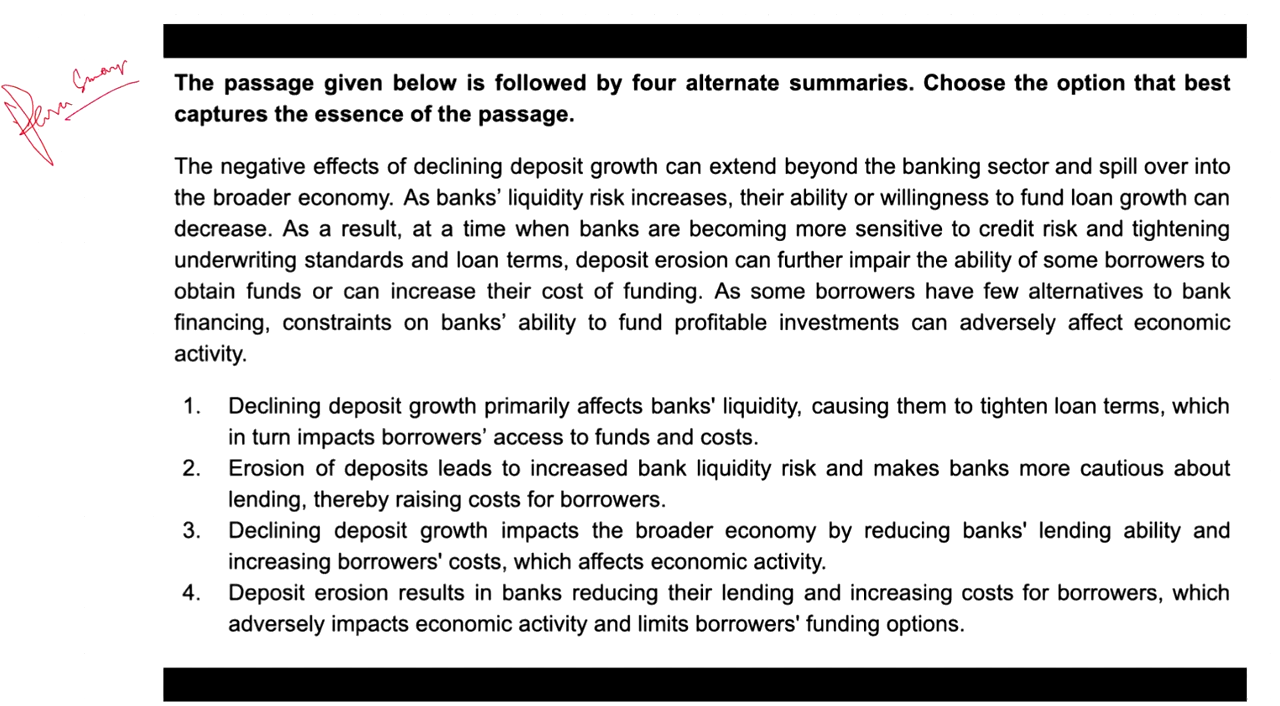 The passage given below is followed by four alternate summaries. Choose the option that best
captures the essence of the passage.
The negative effects of declining deposit growth can extend beyond the banking sector and spill over into
the broader economy. As banks' liquidity risk increases, their ability or willingness to fund loan growth can
decrease. As a result, at a time when banks are becoming more sensitive to credit risk and tightening
underwriting standards and loan terms, deposit erosion can further impair the ability of some borrowers to
obtain funds or can increase their cost of funding. As some borrowers have few alternatives to bank
financing, constraints on banks' ability to fund profitable investments can adversely affect economic
activity.
1. Declining deposit growth primarily affects banks' liquidity, causing them to tighten loan terms, which
in turn impacts borrowers' access to funds and costs.
2. Erosion of deposits leads to increased bank liquidity risk and makes banks more cautious about
lending, thereby raising costs for borrowers.
3. Declining deposit growth impacts the broader economy by reducing banks' lending ability and
increasing borrowers' costs, which affects economic activity.
4. Deposit erosion results in banks reducing their lending and increasing costs for borrowers, which
adversely impacts economic activity and limits borrowers' funding options.